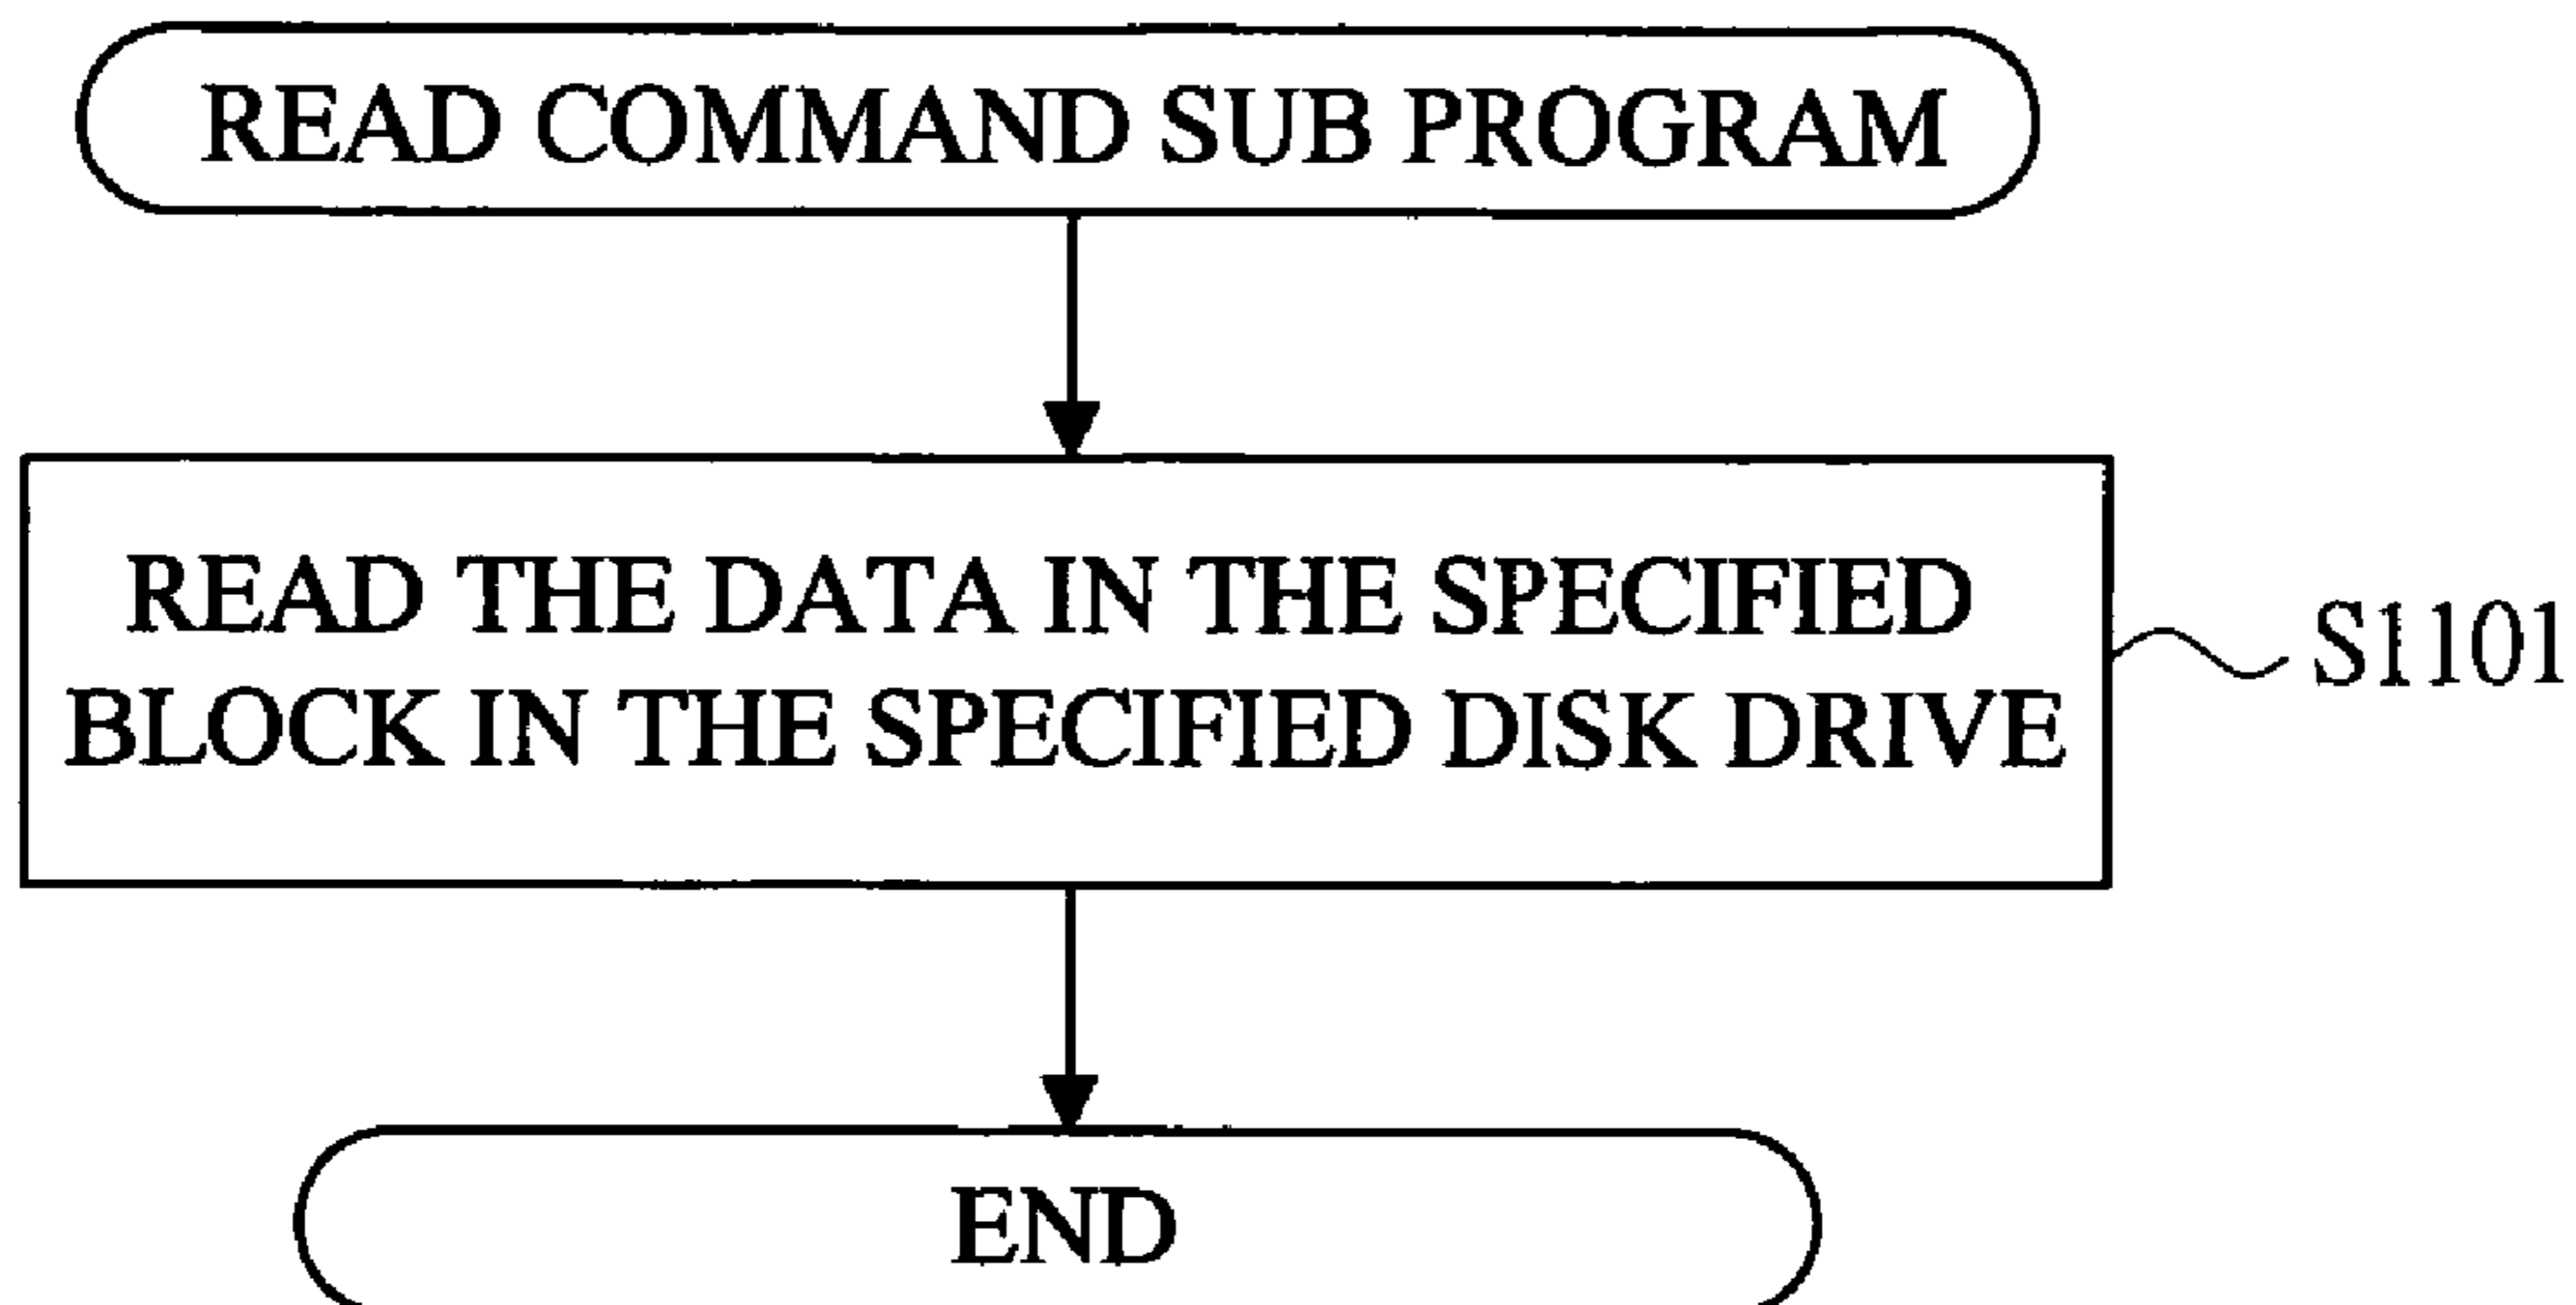 READ COMMAND SUB PROGRAM
READ THE DATA IN THE SPECIFIED
BLOCK IN THE SPECIFIED DISK DRIVE
S1101
END